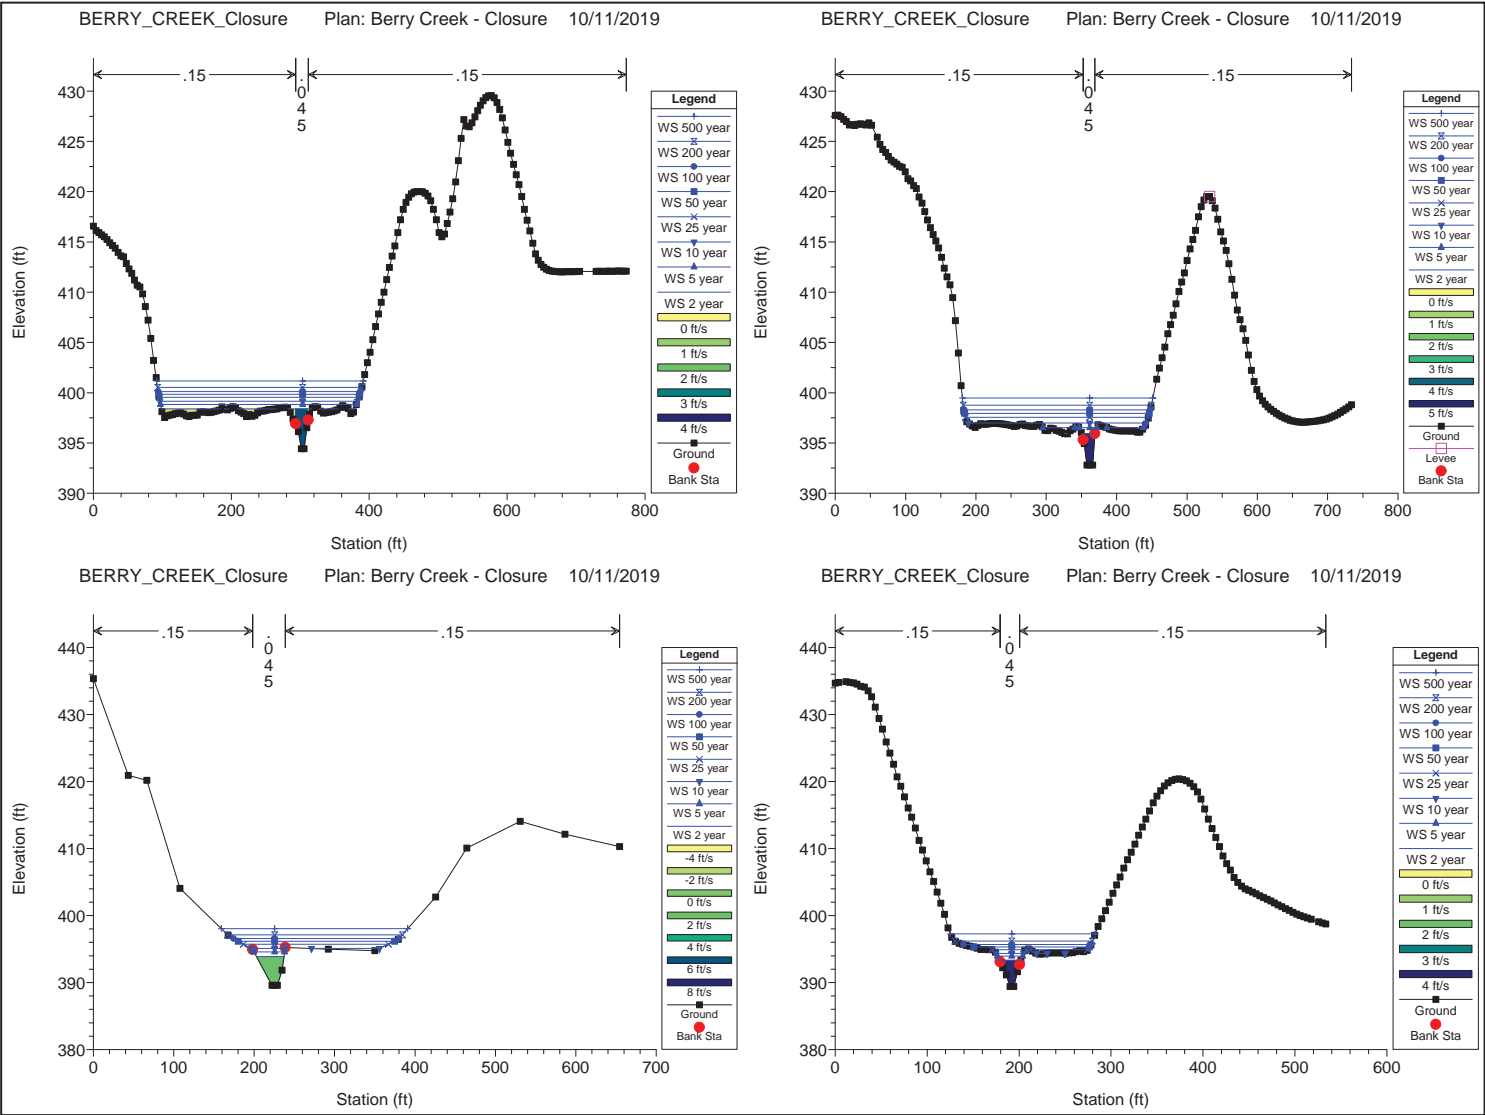 BERRY_CREEK_Closure Plan: Berry Creek - Closure 10/11/2019
.15
.
0
4
5
.15
Elevation (ft)
430
425
420
415
410
405
400
395
390
0
200
400
600
800
Station (ft)
Legend
WS 500 year
WS 200 year
WS 100 year
WS 50 year
WS 25 year
WS 10 year
WS 5 year
WS 2 year
0 ft/s
1 ft/s
2 ft/s
3 ft/s
4 ft/s
Ground
Bank Sta
BERRY_CREEK_Closure Plan: Berry Creek - Closure 10/11/2019
.15
.
0
4
5
.15
Elevation (ft)
430
425
420
415
410
405
400
395
390
0
100
200
300
400
500
600
700
800
Station (ft)
Legend
WS 500 year
WS 200 year
WS 100 year
WS 50 year
WS 25 year
WS 10 year
WS 5 year
WS 2 year
0 ft/s
1 ft/s
2 ft/s
3 ft/s
4 ft/s
5 ft/s
Ground
Levee
Bank Sta
BERRY_CREEK_Closure Plan: Berry Creek - Closure 10/11/2019
.15
.
0
4
5
.15
Elevation (ft)
440
430
420
410
400
390
380
0
100
200
300
400
500
600
700
Station (ft)
Legend
WS 500 year
WS 200 year
WS 100 year
WS 50 year
WS 25 year
WS 10 year
WS 5 year
WS 2 year
-4 ft/s
-2 ft/s
0 ft/s
2 ft/s
4 ft/s
6 ft/s
8 ft/s
Ground
Bank Sta
BERRY_CREEK_Closure Plan: Berry Creek - Closure 10/11/2019
.15
.
0
4
5
.15
Elevation (ft)
440
430
420
410
400
390
380
0
100
200
300
400
500
600
Station (ft)
Legend
WS 500 year
WS 200 year
WS 100 year
WS 50 year
WS 25 year
WS 10 year
WS 5 year
WS 2 year
0 ft/s
1 ft/s
2 ft/s
3 ft/s
4 ft/s
Ground
Bank Sta